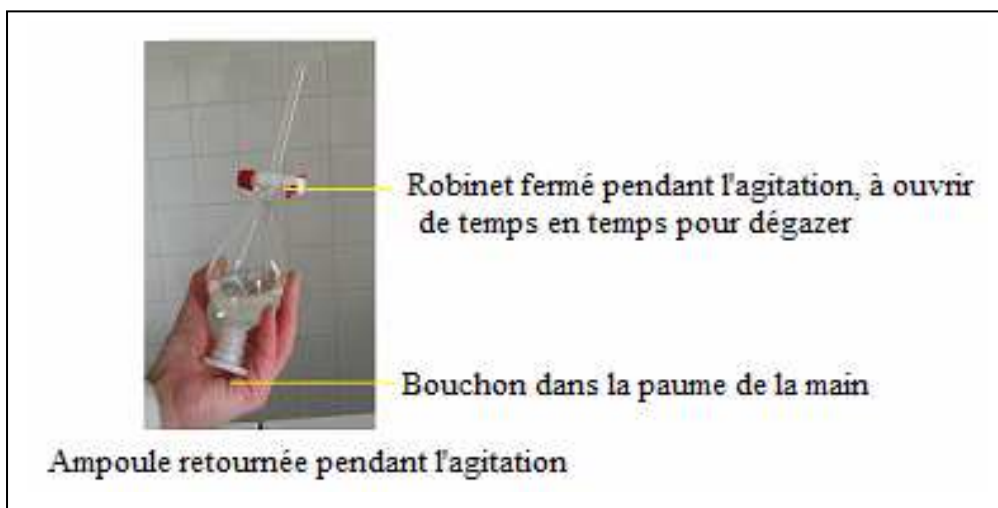 Robinet fermé pendant l'agitation, à ouvrir
de temps en temps pour dégazer
Bouchon dans la paume de la main
Ampoule retournée pendant l'agitation